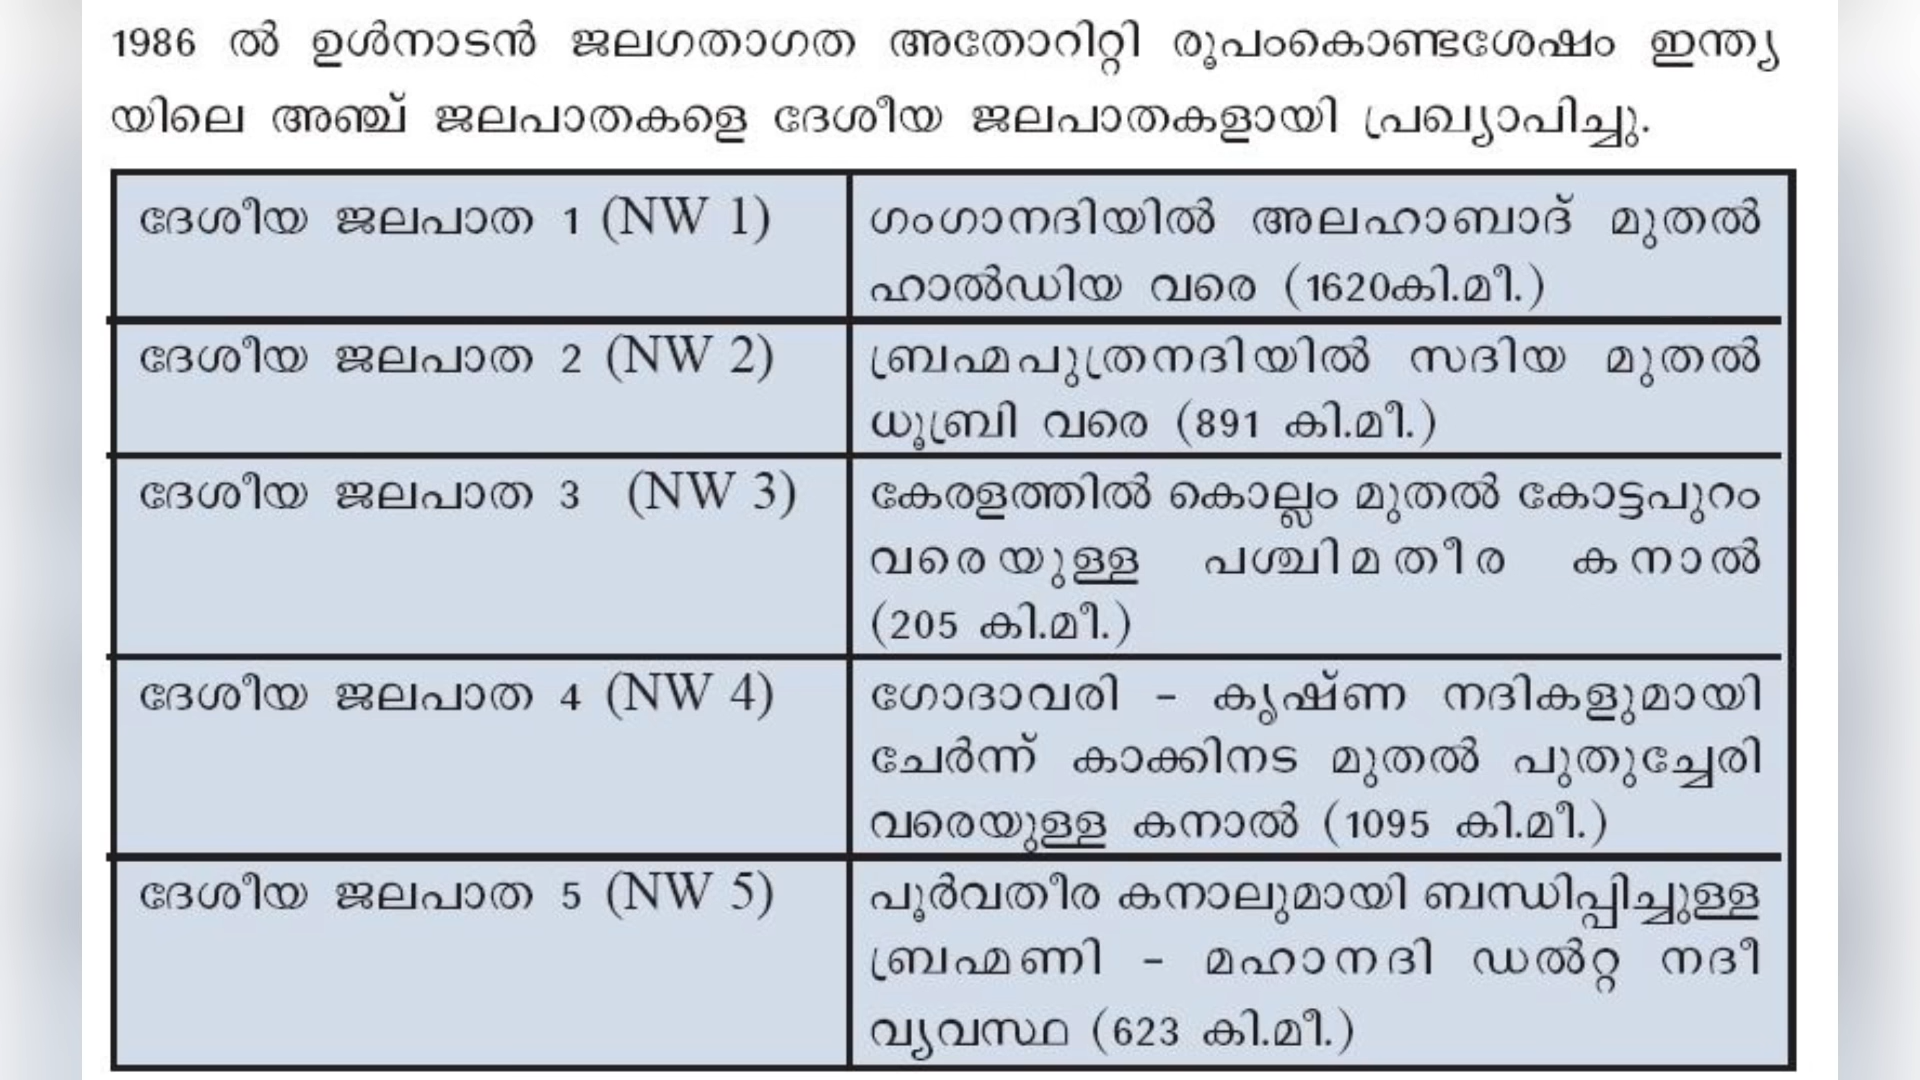 1986 ൽ ഉൾനാടൻ ജലഗതാഗത അതോറിറ്റി രൂപംകൊണ്ടശേഷം ഇന്ത്യ
യിലെ അഞ്ച് ജലപാതകളെ ദേശീയ ജലപാതകളായി പ്രഖ്യാപിച്ചു.
ദേശീയ ജലപാത 1 (NW 1)
ഗംഗാനദിയിൽ അലഹാബാദ് മുതൽ
ഹാൽഡിയ വരെ (1620കി.മീ.)
ദേശീയ ജലപാത 2 (NW 2)
ബ്രഹ്മപുത്രനദിയിൽ സദിയ മുതൽ
ധൂബ്രി വരെ (891 കി.മീ.)
ദേശീയ ജലപാത 3 (NW 3)
കേരളത്തിൽ കൊല്ലം മുതൽ കോട്ടപുറം
വരെയുള്ള പശ്ചിമതീര കനാൽ
(205 കി.മീ.)
ദേശീയ ജലപാത 4 (NW 4)
ഗോദാവരി - കൃഷ്ണ നദികളുമായി
ചേർന്ന് കാക്കിനട മുതൽ പുതുച്ചേരി
വരെയുള്ള കനാൽ (1095 കി.മീ.)
ദേശീയ ജലപാത 5 (NW 5)
പൂർവതീര കനാലുമായി ബന്ധിപ്പിച്ചുള്ള
ബ്രഹ്മണി - മഹാനദി ഡൽറ്റ നദീ
വ്യവസ്ഥ (623 കി.മീ.)